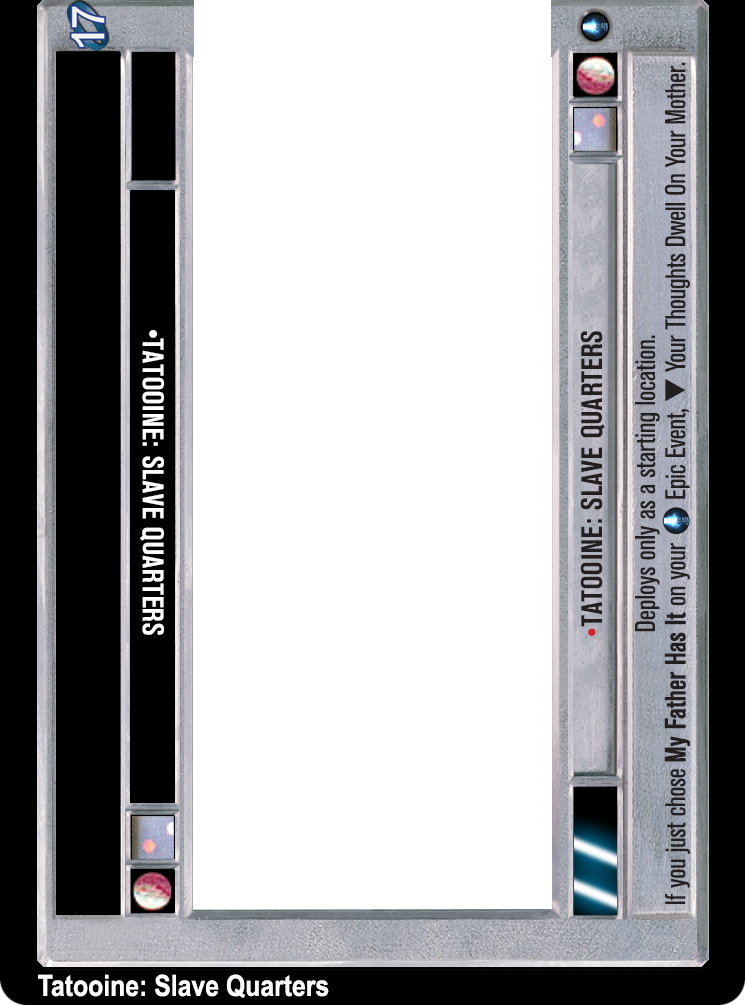 17
•TATOOINE: SLAVE QUARTERS
•TATOOINE: SLAVE QUARTERS
Deploys only as a starting location.
If you just chose My Father Has It on your Epic Event, ▼ Your Thoughts Dwell On Your Mother.
Tatooine: Slave Quarters